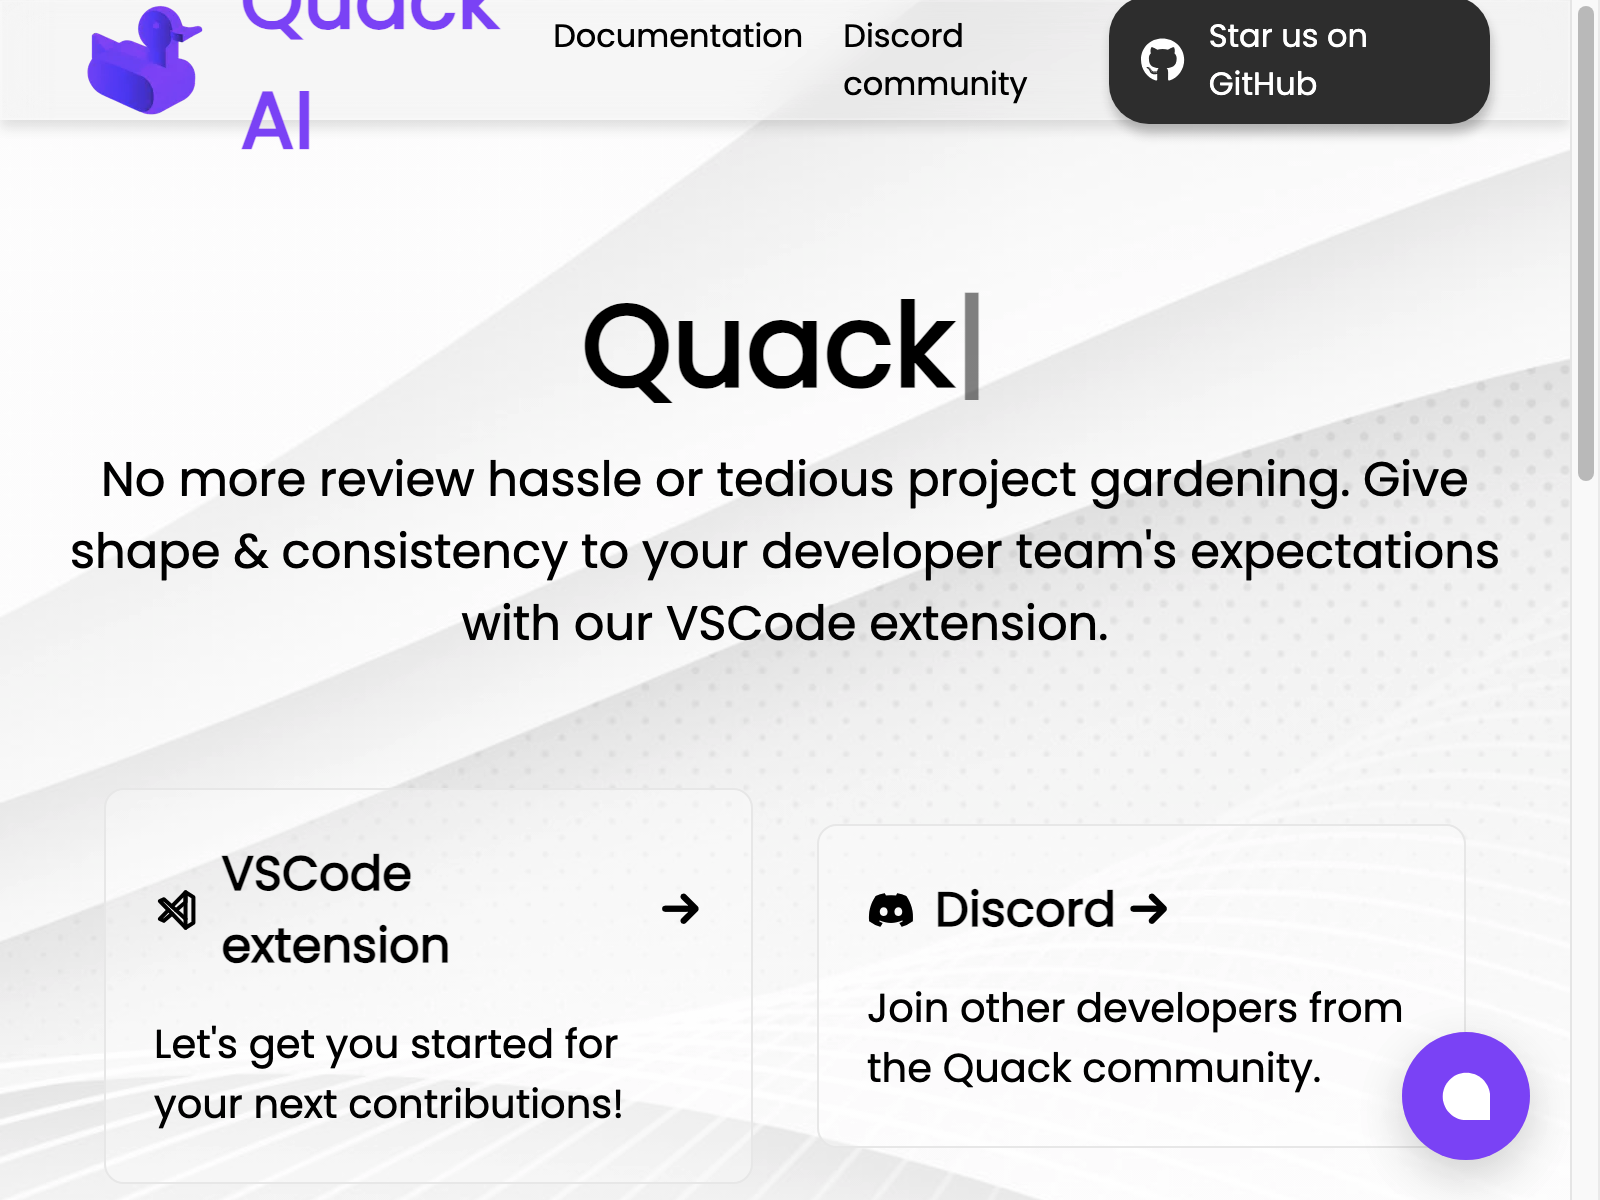 Quack
AI
Documentation
Discord
community
Star us on
GitHub
Quack
No more review hassle or tedious project gardening. Give
shape & consistency to your developer team's expectations
with our VSCode extension.
VSCode
extension
Let's get you started for
your next contributions!
Discord
Join other developers from
the Quack community.